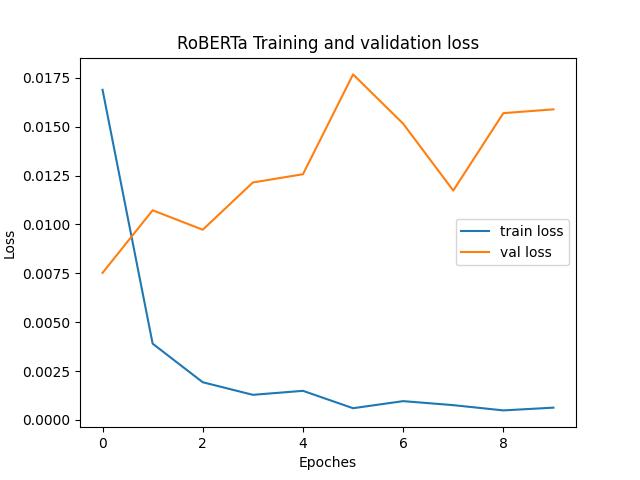 RoBERTa Training and validation loss
0.0175
0.0150
0.0125
0.0100
0.0075
0.0050
0.0025
0.0000
Loss
train loss
val loss
0 2 4 6 8
Epoches